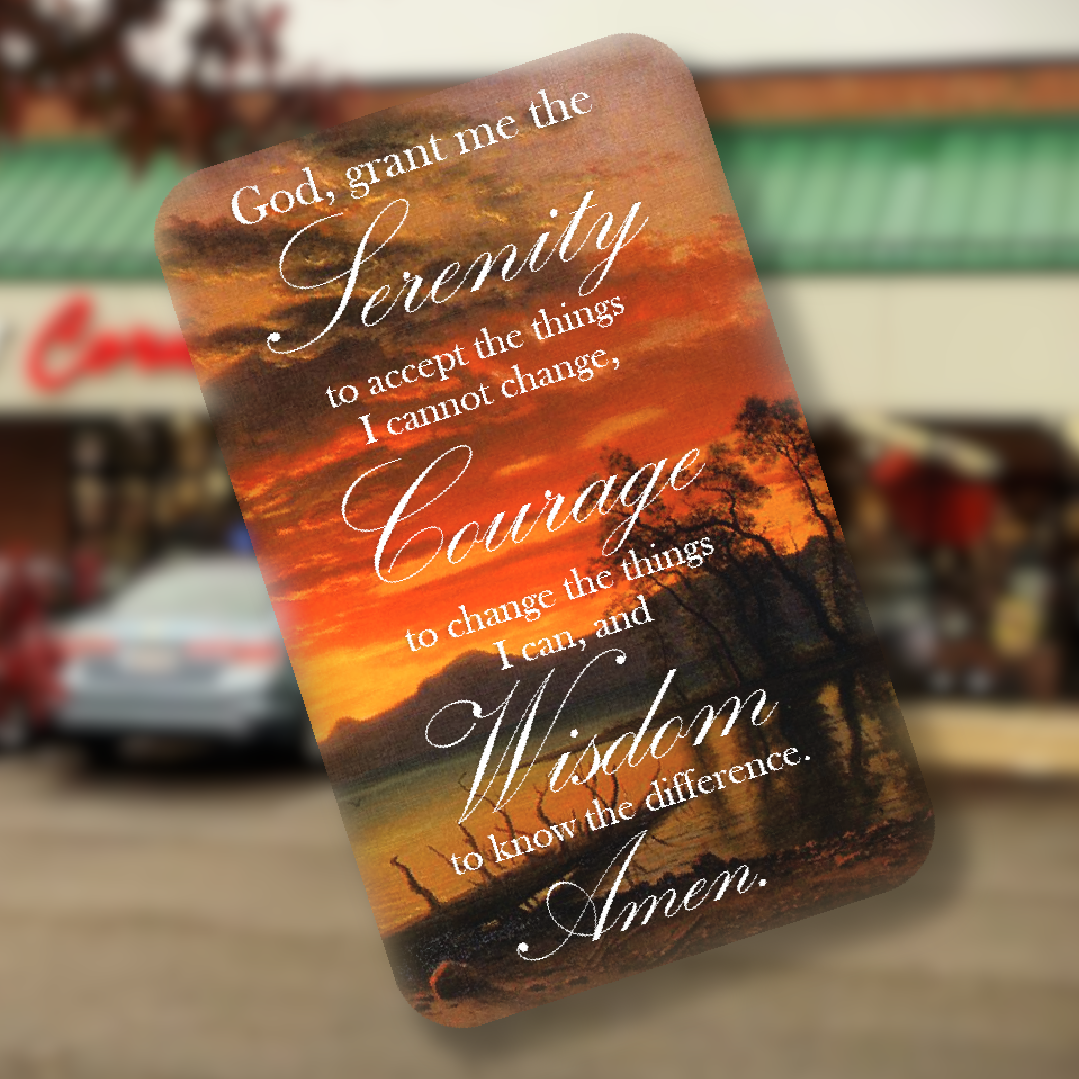 God, grant me the
Serenity
to accept the things
I cannot change,
Courage
to change the things
I can, and
Wisdom
to know the difference.
Amen.